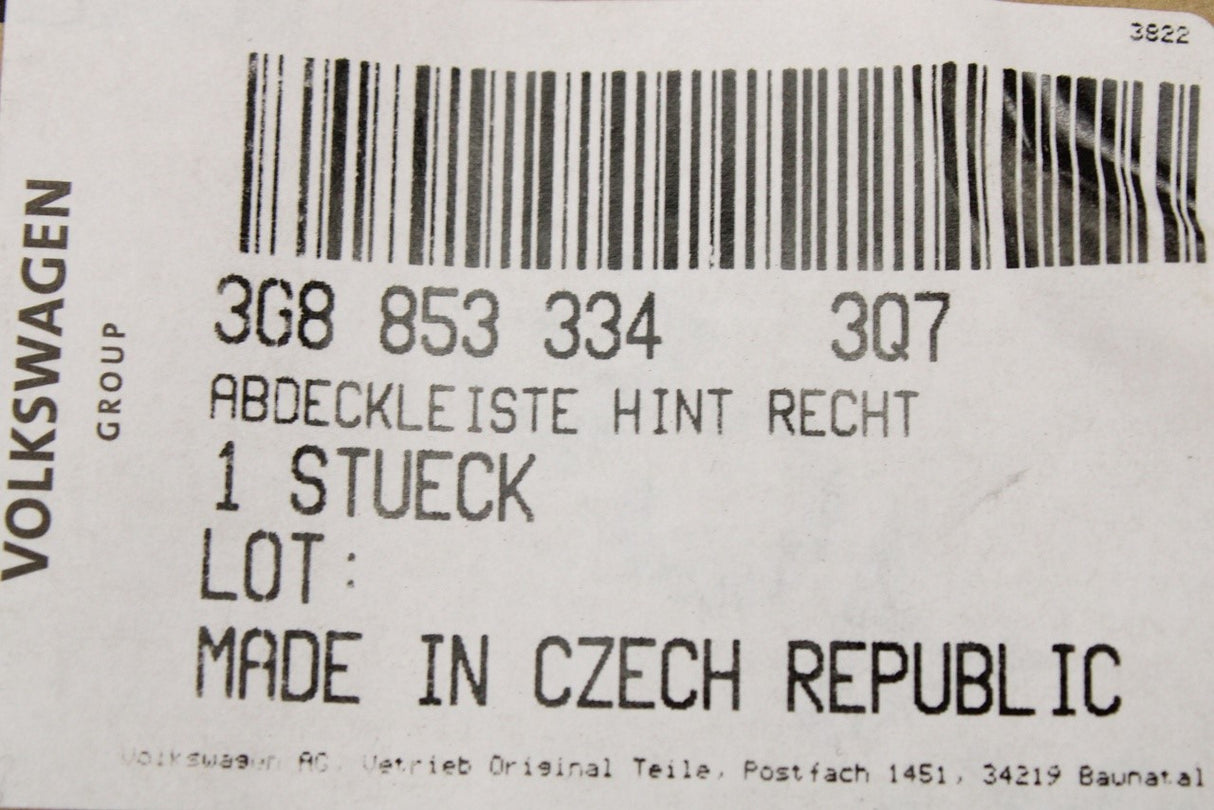 3822
VOLKSWAGEN
GROUP
3G8 853 334 3Q7
ABDECKLEISTE HINT RECHT
1 STUECK
LOT:
MADE IN CZECH REPUBLIC
Volkswagen AG, Vetrieb Original Teile, Postfach 1451, 34219 Baunatal